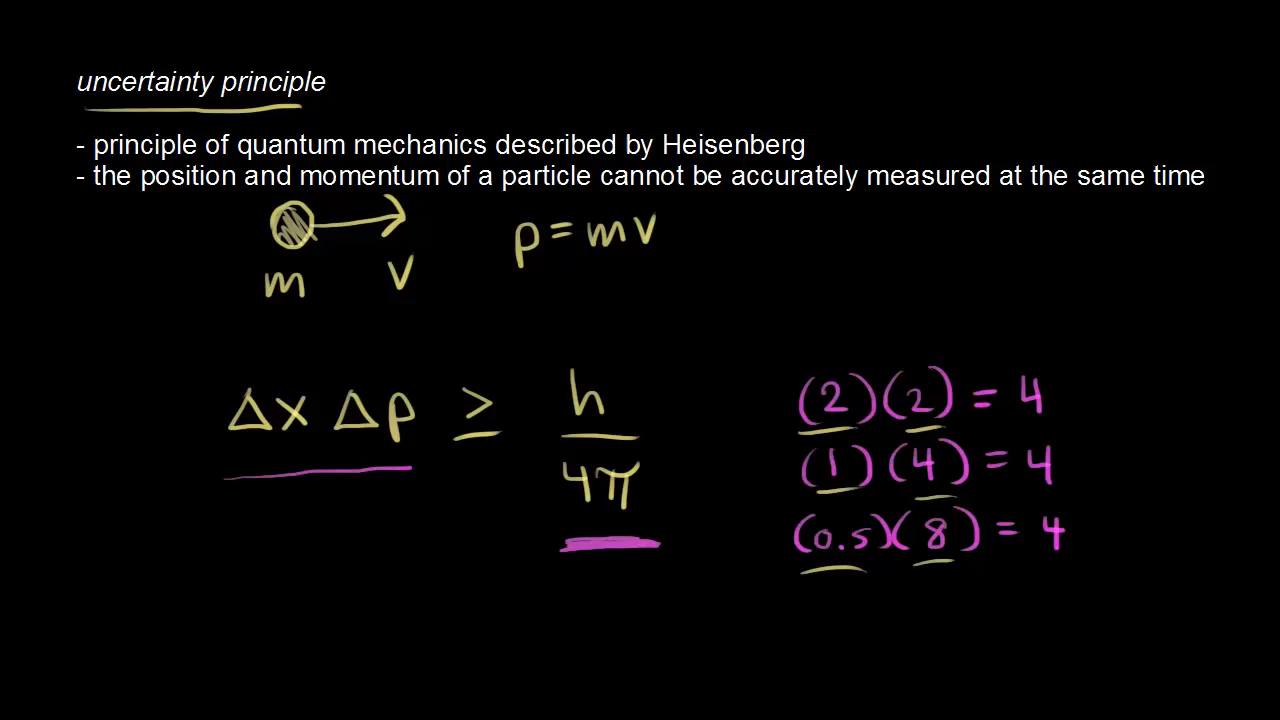 uncertainty principle
- principle of quantum mechanics described by Heisenberg
- the position and momentum of a particle cannot be accurately measured at the same time
m v p = mv
Δx Δp ≥ h
4π
(2)(2) = 4
(1)(4) = 4
(0.5)(8) = 4